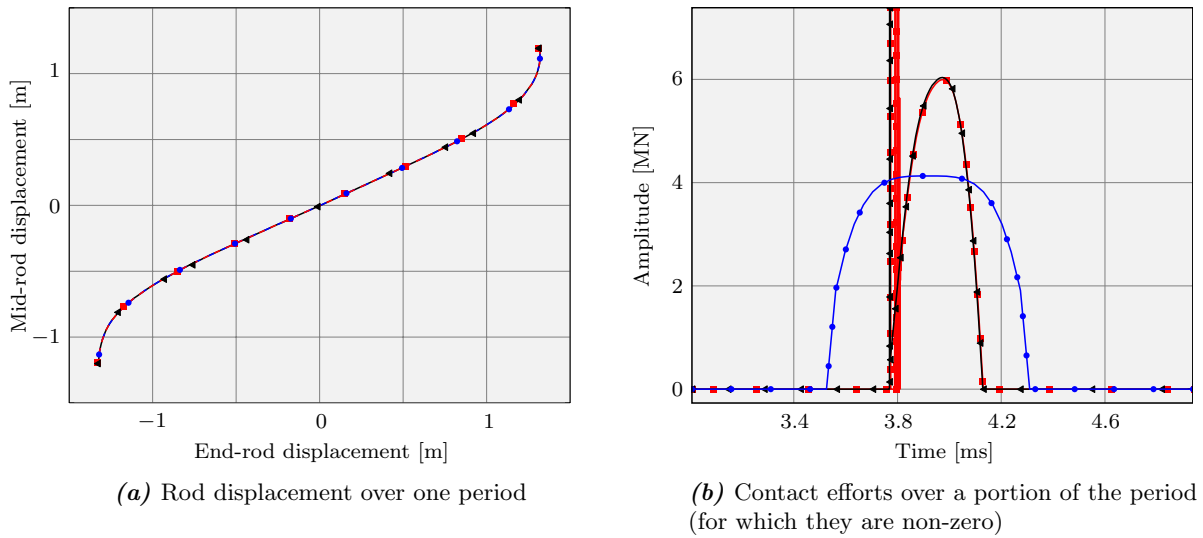 Mid-rod displacement [m]
1
0
−1
−1
0
1
End-rod displacement [m]
(a) Rod displacement over one period
Amplitude [MN]
6
4
2
0
3.4
3.8
4.2
4.6
Time [ms]
(b) Contact efforts over a portion of the period
(for which they are non-zero)